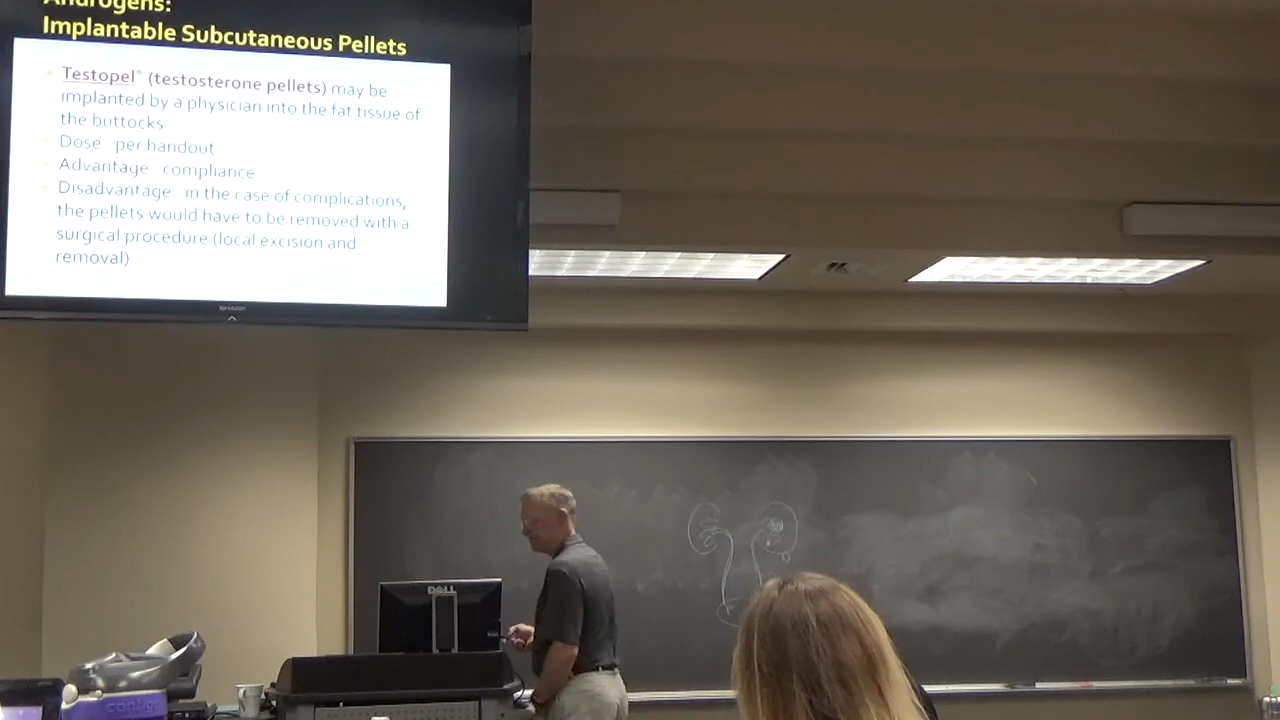 Androgens:
Implantable Subcutaneous Pellets
Testopel® (testosterone pellets) may be
implanted by a physician into the fat tissue of
the buttocks
Dose per handout
Advantage compliance
Disadvantage in the case of complications,
the pellets would have to be removed with a
surgical procedure (local excision and
removal)
SHARP
DELL
contigo